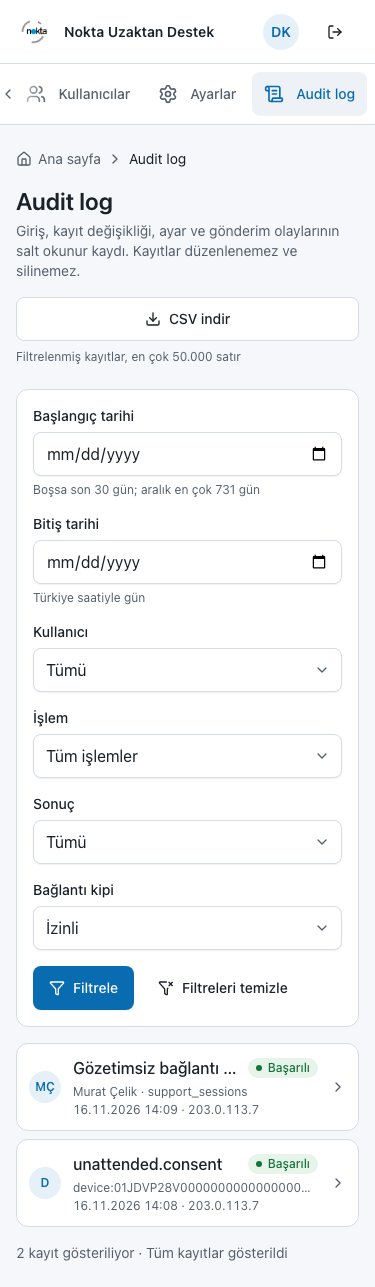 nokta
Nokta Uzaktan Destek
DK
Kullanıcılar
Ayarlar
Audit log
Ana sayfa
Audit log
Audit log
Giriş, kayıt değişikliği, ayar ve gönderim olaylarının
salt okunur kaydı. Kayıtlar düzenlenemez ve
silinemez.
CSV indir
Filtrelenmiş kayıtlar, en çok 50.000 satır
Başlangıç tarihi
mm/dd/yyyy
Boşsa son 30 gün; aralık en çok 731 gün
Bitiş tarihi
mm/dd/yyyy
Türkiye saatiyle gün
Kullanıcı
Tümü
İşlem
Tüm işlemler
Sonuç
Tümü
Bağlantı kipi
İzinli
Filtrele
Filtreleri temizle
MÇ
Gözetimsiz bağlantı ...
Başarılı
Murat Çelik · support_sessions
16.11.2026 14:09 · 203.0.113.7
D
unattended.consent
Başarılı
device:01JDVP28V0000000000000000...
16.11.2026 14:08 · 203.0.113.7
2 kayıt gösteriliyor · Tüm kayıtlar gösterildi